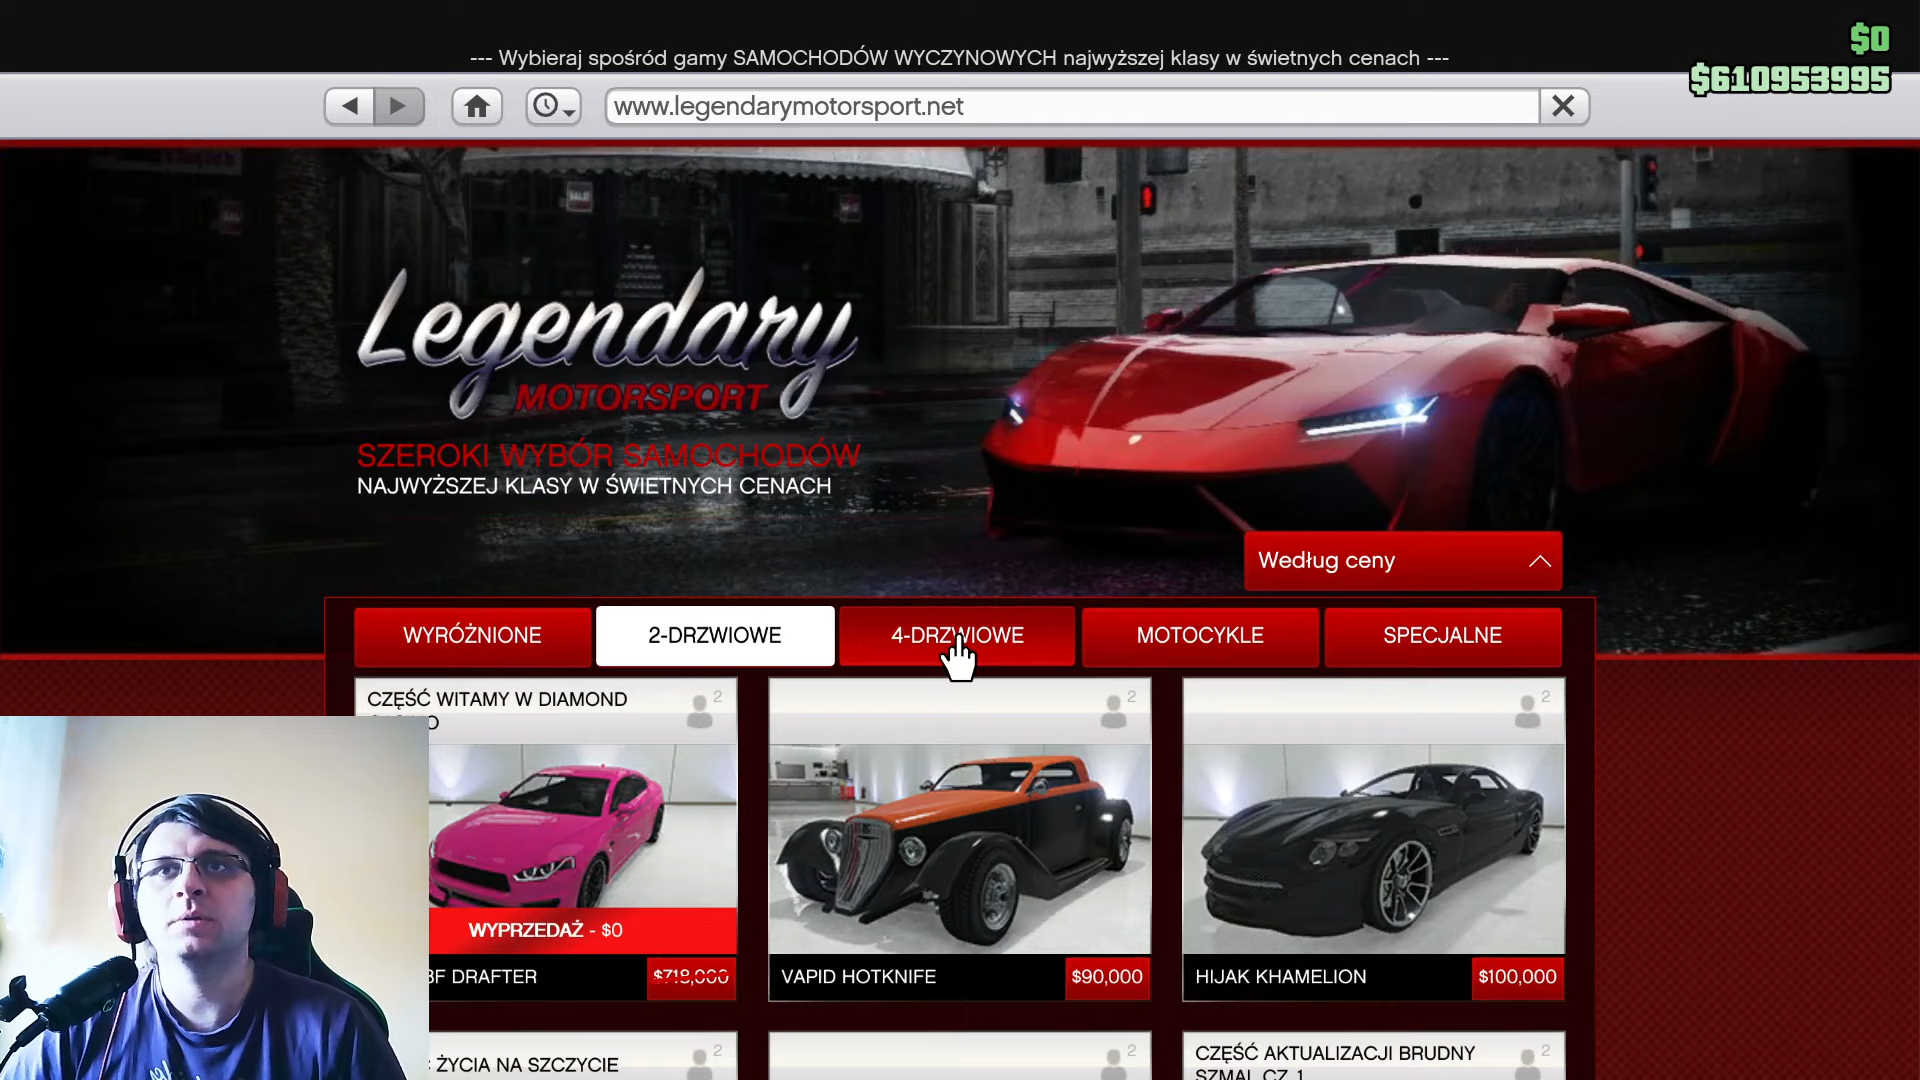 $0
--- Wybieraj spośród gamy SAMOCHODÓW WYCZYNOWYCH najwyższej klasy w świetnych cenach ---
$610953995
www.legendarymotorsport.net
Legendary
MOTORSPORT
SZEROKI WYBÓR SAMOCHODÓW
NAJWYŻSZEJ KLASY W ŚWIETNYCH CENACH
Według ceny
WYRÓŻNIONE
2-DRZWIOWE
4-DRZWIOWE
MOTOCYKLE
SPECJALNE
CZĘŚĆ WITAMY W DIAMOND
2
2
2
WYPRZEDAŻ - $0
DRAFTER
$718,000
VAPID HOTKNIFE
$90,000
HIJAK KHAMELION
$100,000
ŻYCIA NA SZCZYCIE
2
2
CZĘŚĆ AKTUALIZACJI BRUDNY
SZMAL CZ. 1
2